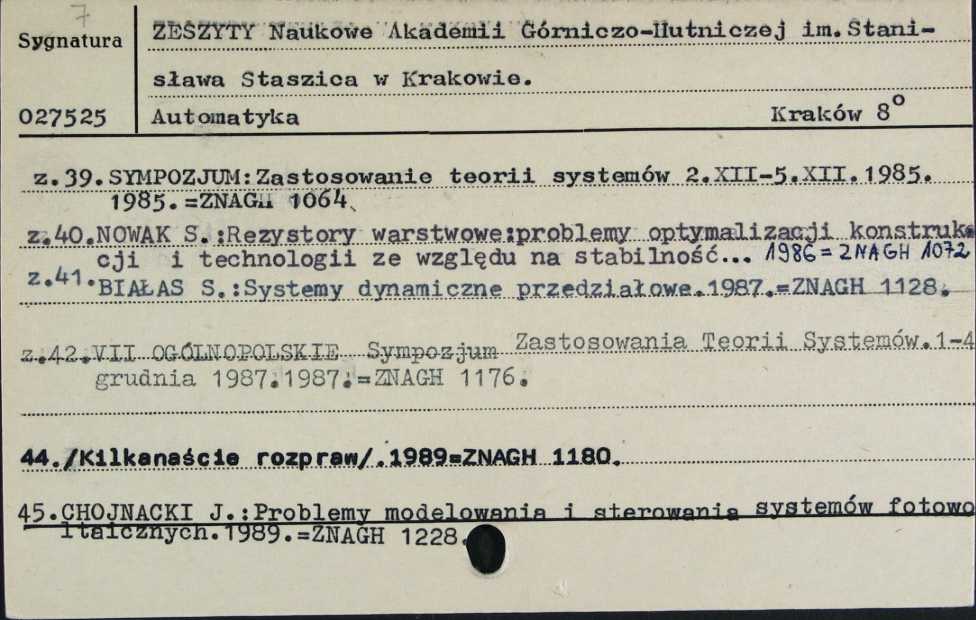 7
Sygnatura
ZESZYTY Naukowe Akademii Górniczo-Hutniczej im.Stani-
sława Staszica w Krakowie.
027525
Automatyka Kraków 8°
z.39.SYMPOZJUM:Zastosowanie teorii systemów 2.XII-5.XII.1985.
1985.=ZNAGH 1064.
z.40.NOWAK S.:Rezystory warstwowe:problemy optymalizacji konstruk
cji i technologii ze względu na stabilność... 1986=ZNAGH 1072
z.41.BIAŁAS S.:Systemy dynamiczne przedziałowe.1987.=ZNAGH 1128.
z.42.VII OGÓLNOPOLSKIE Sympozjum Zastosowania Teorii Systemów.1-4
grudnia 1987.1987.=ZNAGH 1176.
44./Kilkanaście rozpraw/.1989=ZNAGH 1180.
45.CHOJNACKI J.:Problemy modelowania i sterowania systemów fotowo
ltaicznych.1989.=ZNAGH 1228.